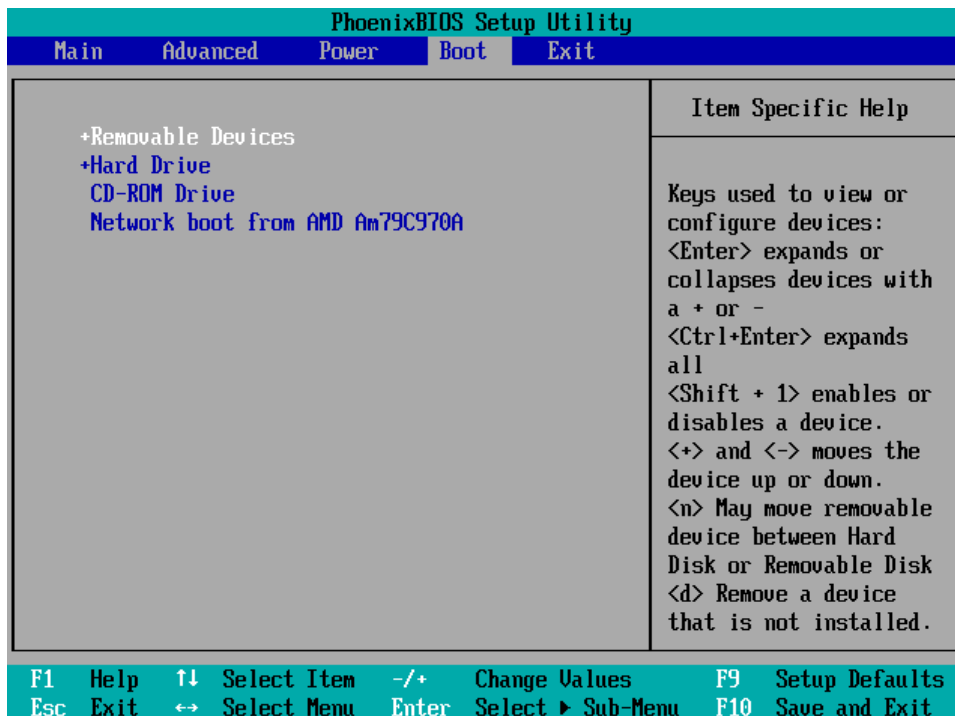 PhoenixBIOS Setup Utility
Main Advanced Power Boot Exit
+Removable Devices
+Hard Drive
CD-ROM Drive
Network boot from AMD Am79C970A
Item Specific Help
Keys used to view or
configure devices:
<Enter> expands or
collapses devices with
a + or -
<Ctrl+Enter> expands
all
<Shift + 1> enables or
disables a device.
<+> and <-> moves the
device up or down.
<n> May move removable
device between Hard
Disk or Removable Disk
<d> Remove a device
that is not installed.
F1 Help ↑↓ Select Item -/+ Change Values F9 Setup Defaults
Esc Exit ↔ Select Menu Enter Select ▶ Sub-Menu F10 Save and Exit